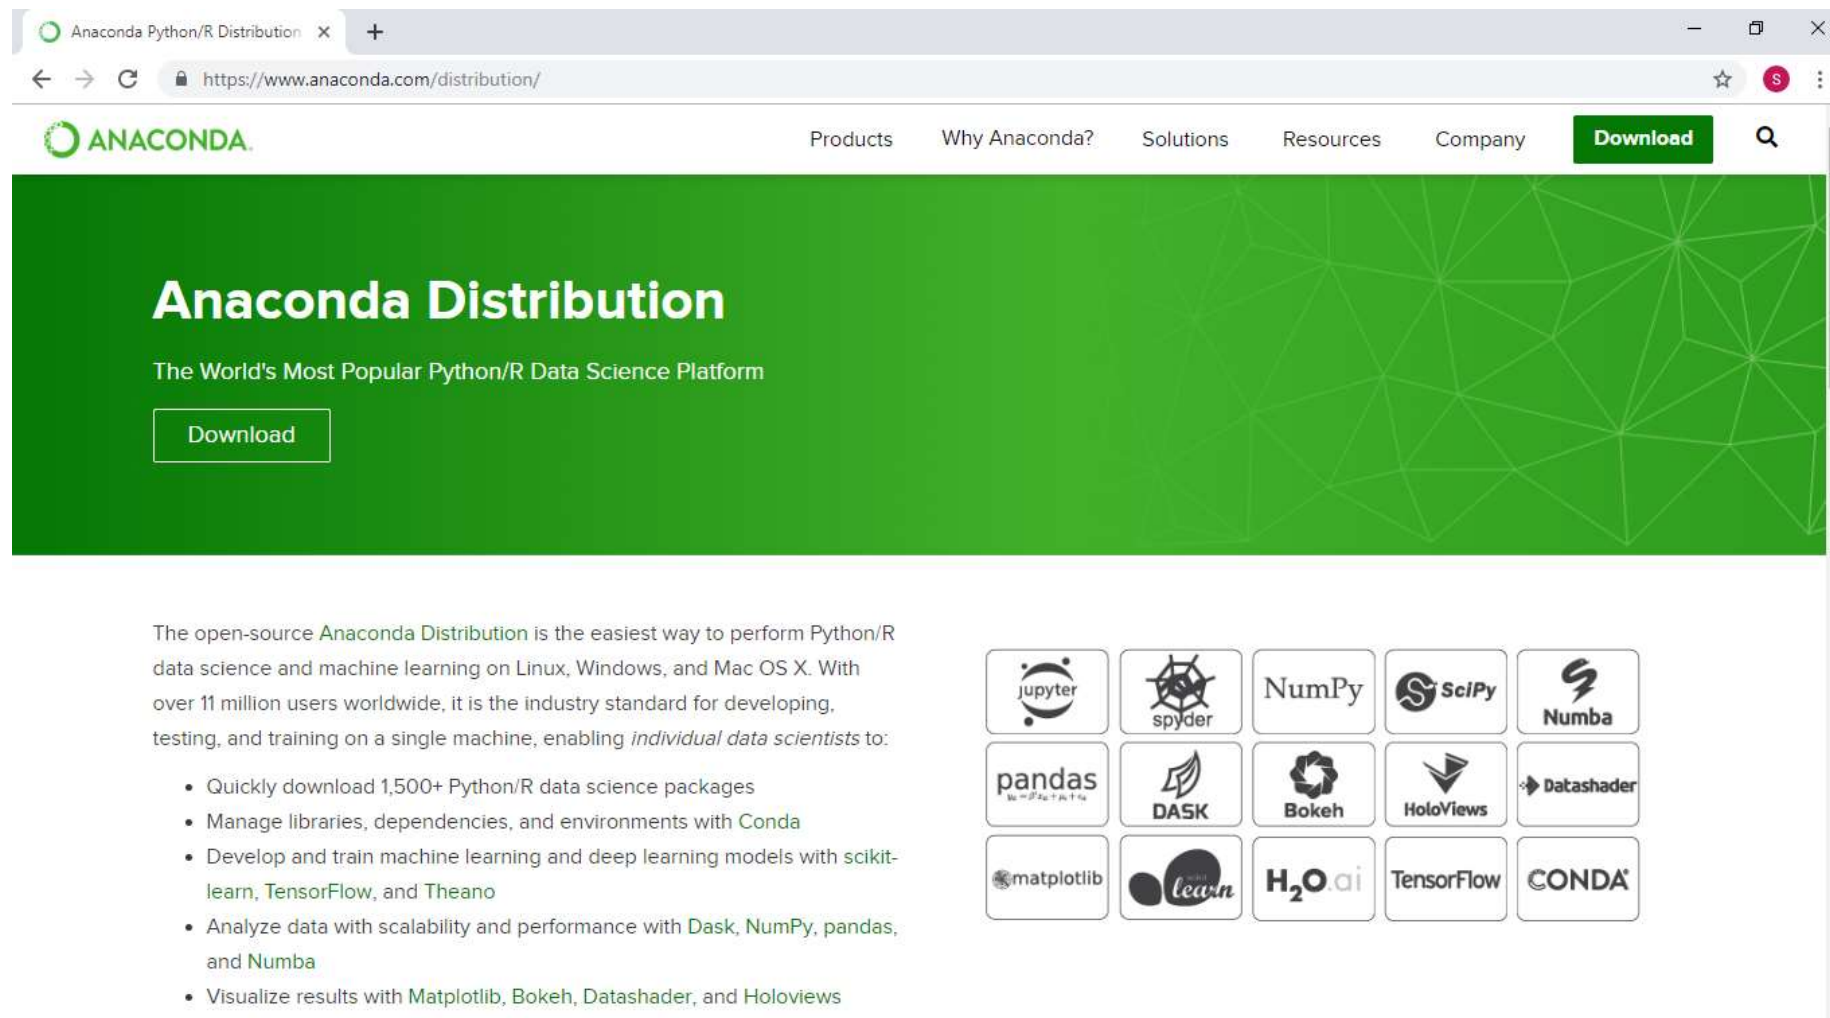 Anaconda Python/R Distribution
https://www.anaconda.com/distribution/
S
ANACONDA.
Products Why Anaconda? Solutions Resources Company Download
Anaconda Distribution
The World's Most Popular Python/R Data Science Platform
Download
The open-source Anaconda Distribution is the easiest way to perform Python/R
data science and machine learning on Linux, Windows, and Mac OS X. With
over 11 million users worldwide, it is the industry standard for developing,
testing, and training on a single machine, enabling individual data scientists to:
• Quickly download 1,500+ Python/R data science packages
• Manage libraries, dependencies, and environments with Conda
• Develop and train machine learning and deep learning models with scikit-
learn, TensorFlow, and Theano
• Analyze data with scalability and performance with Dask, NumPy, pandas,
and Numba
• Visualize results with Matplotlib, Bokeh, Datashader, and Holoviews
jupyter spyder NumPy SciPy Numba
pandas DASK Bokeh HoloViews Datashader
matplotlib scikit learn H2O.ai TensorFlow CONDA